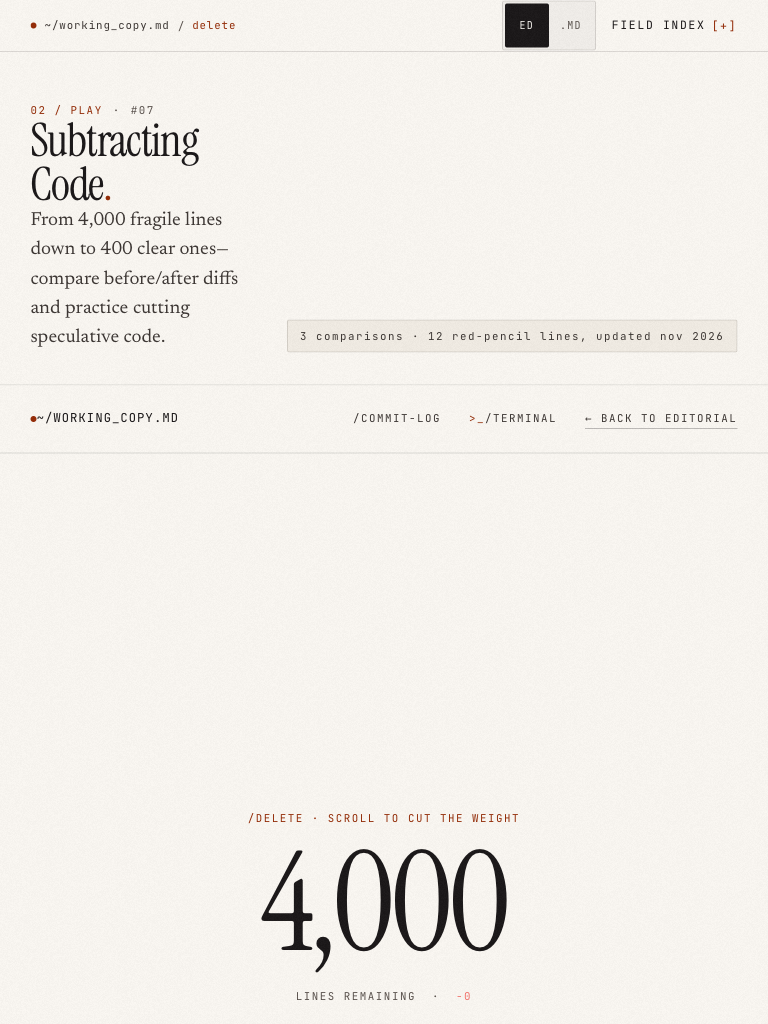 ● ~/working_copy.md / delete
ED .MD
FIELD INDEX [+]
02 / PLAY · #07
Subtracting
Code.
From 4,000 fragile lines
down to 400 clear ones—
compare before/after diffs
and practice cutting
speculative code.
3 comparisons · 12 red-pencil lines, updated nov 2026
●~/WORKING_COPY.MD
/COMMIT-LOG
>_/TERMINAL
← BACK TO EDITORIAL
/DELETE · SCROLL TO CUT THE WEIGHT
4,000
LINES REMAINING · -0